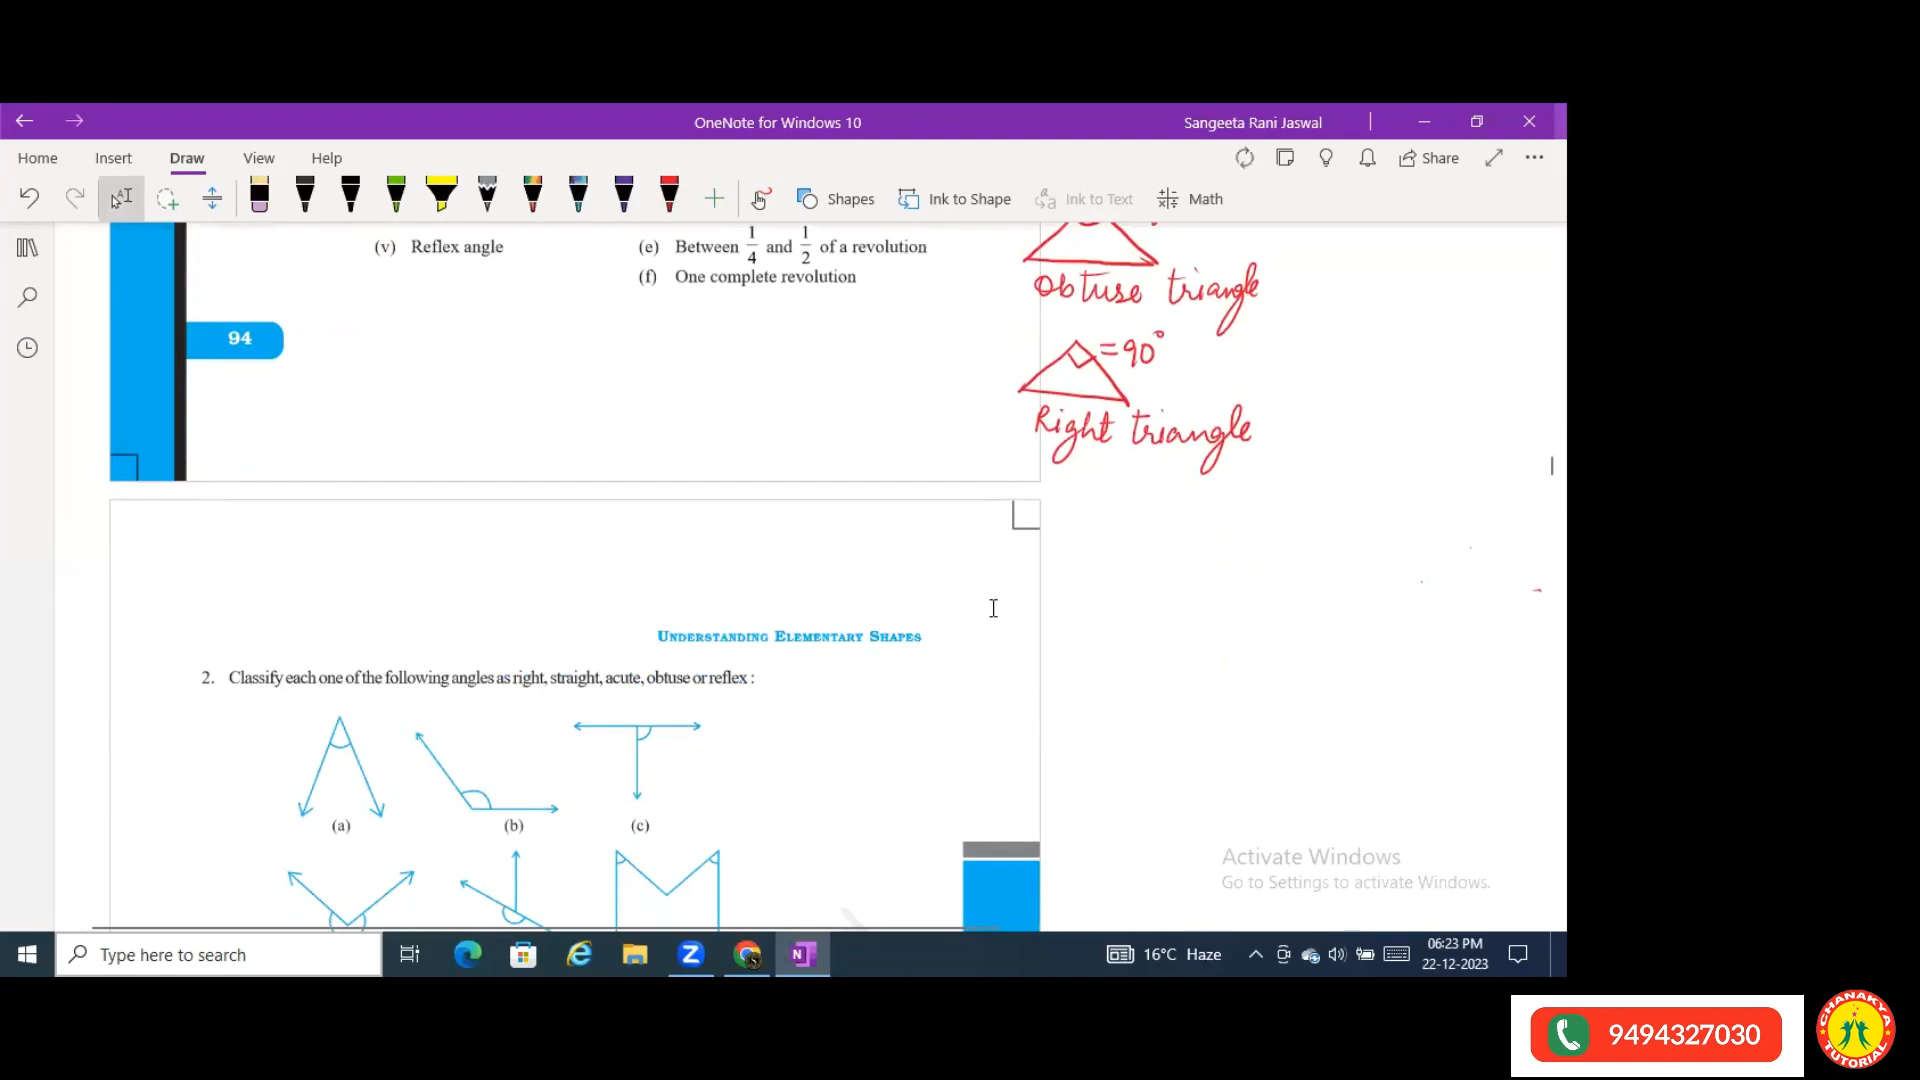 OneNote for Windows 10
Sangeeta Rani Jaswal
Home Insert Draw View Help
Share
Shapes
Ink to Shape
Ink to Text
Math
(v) Reflex angle
(e) Between 1/4 and 1/2 of a revolution
(f) One complete revolution
94
Obtuse triangle
=90°
Right triangle
UNDERSTANDING ELEMENTARY SHAPES
2. Classify each one of the following angles as right, straight, acute, obtuse or reflex :
(a)
(b)
(c)
Activate Windows
Go to Settings to activate Windows.
Type here to search
16°C Haze
06:23 PM
22-12-2023
9494327030
CHANAKYA
TUTORIAL